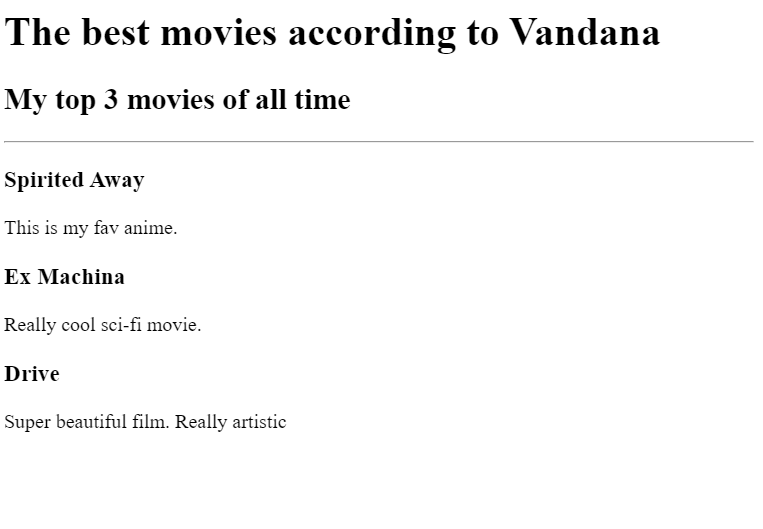 The best movies according to Vandana
My top 3 movies of all time
Spirited Away
This is my fav anime.
Ex Machina
Really cool sci-fi movie.
Drive
Super beautiful film. Really artistic